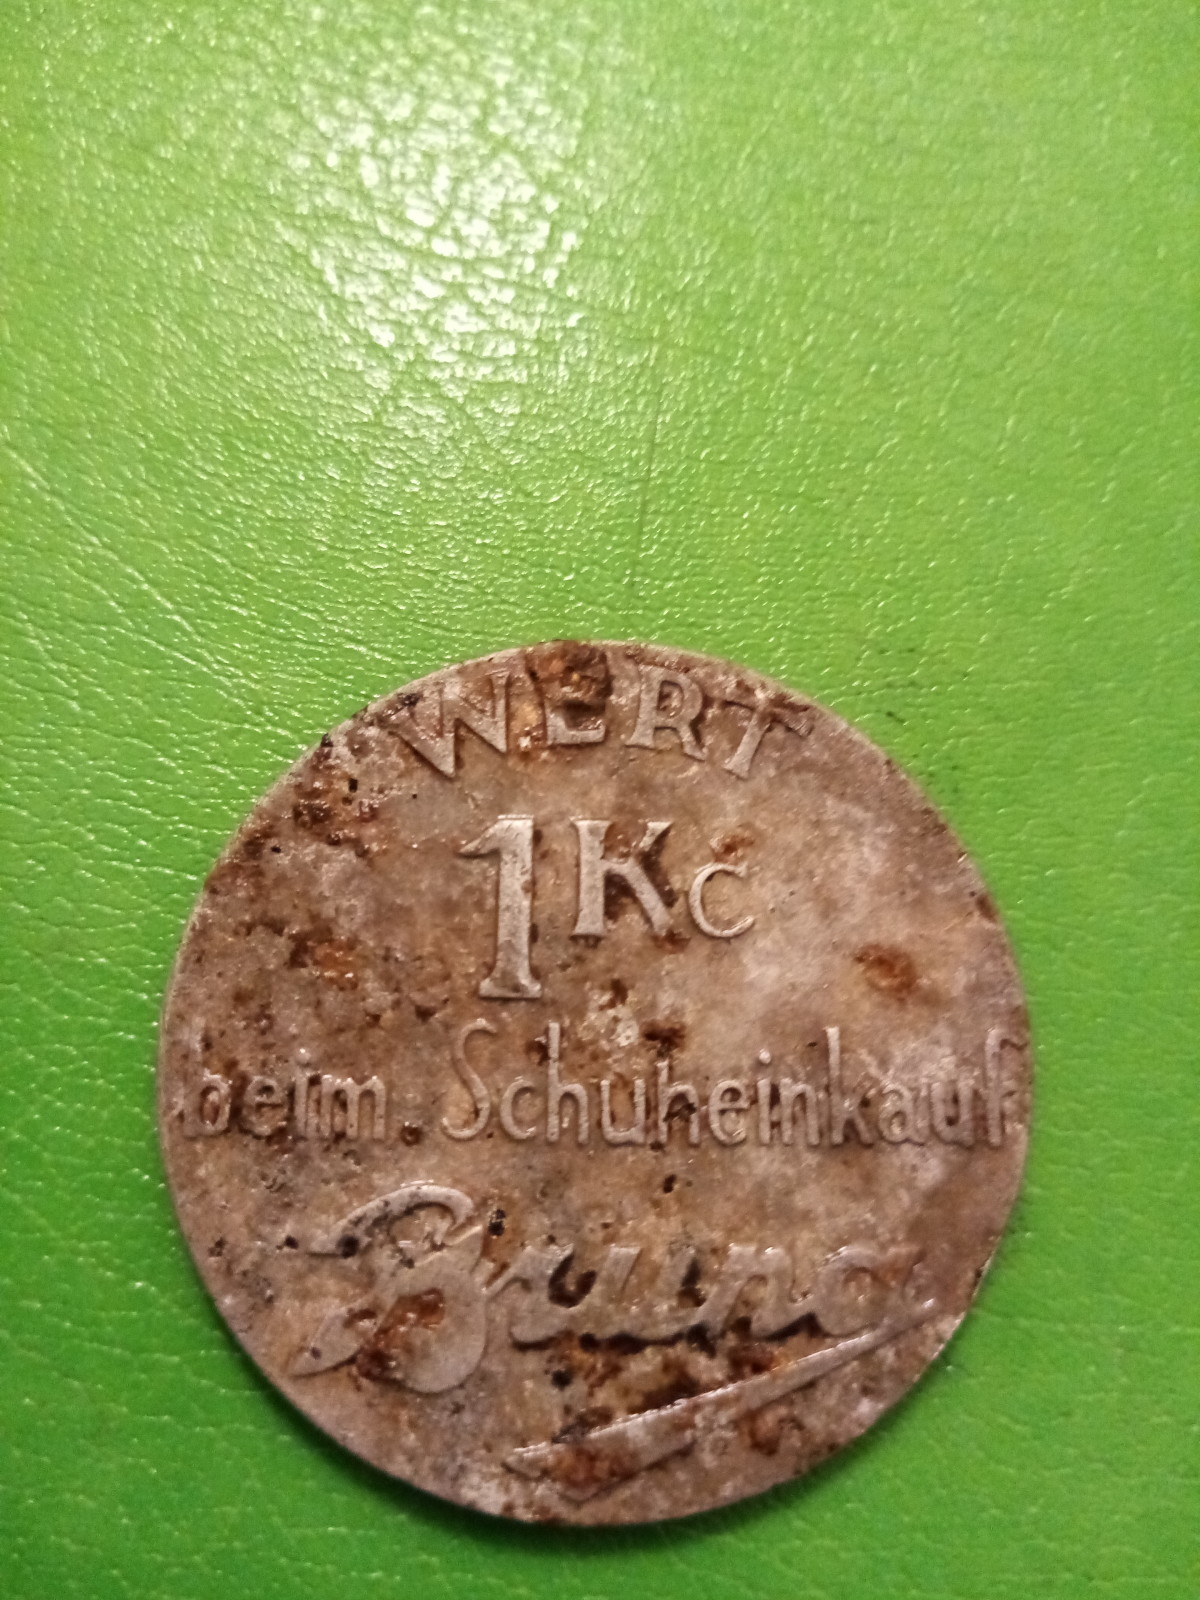 WERT
1 Kc
beim Schuheinkauf
Bruno